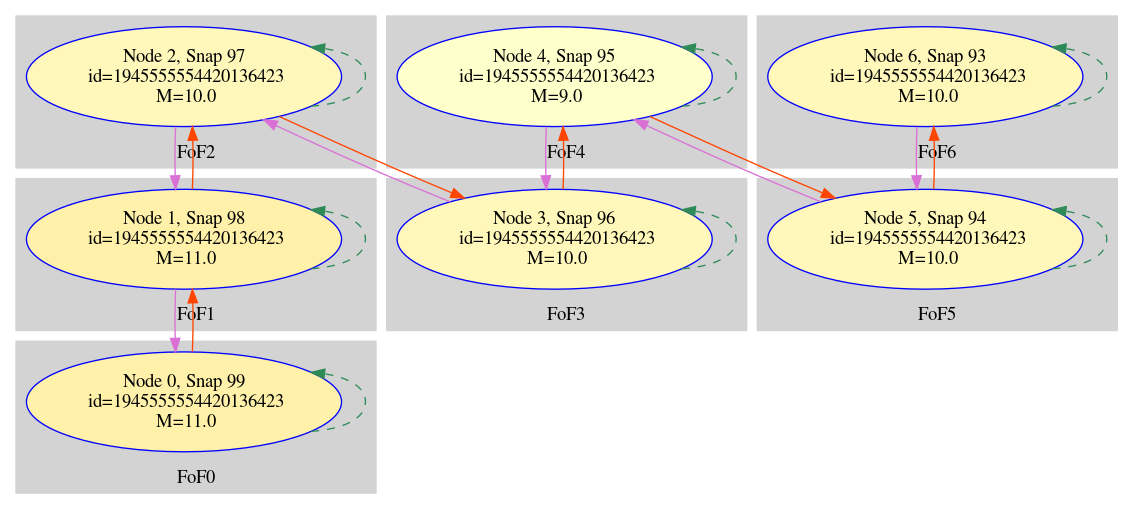 Node 2, Snap 97
id=1945555554420136423
M=10.0
FoF2
Node 4, Snap 95
id=1945555554420136423
M=9.0
FoF4
Node 6, Snap 93
id=1945555554420136423
M=10.0
FoF6
Node 1, Snap 98
id=1945555554420136423
M=11.0
FoF1
Node 3, Snap 96
id=1945555554420136423
M=10.0
FoF3
Node 5, Snap 94
id=1945555554420136423
M=10.0
FoF5
Node 0, Snap 99
id=1945555554420136423
M=11.0
FoF0